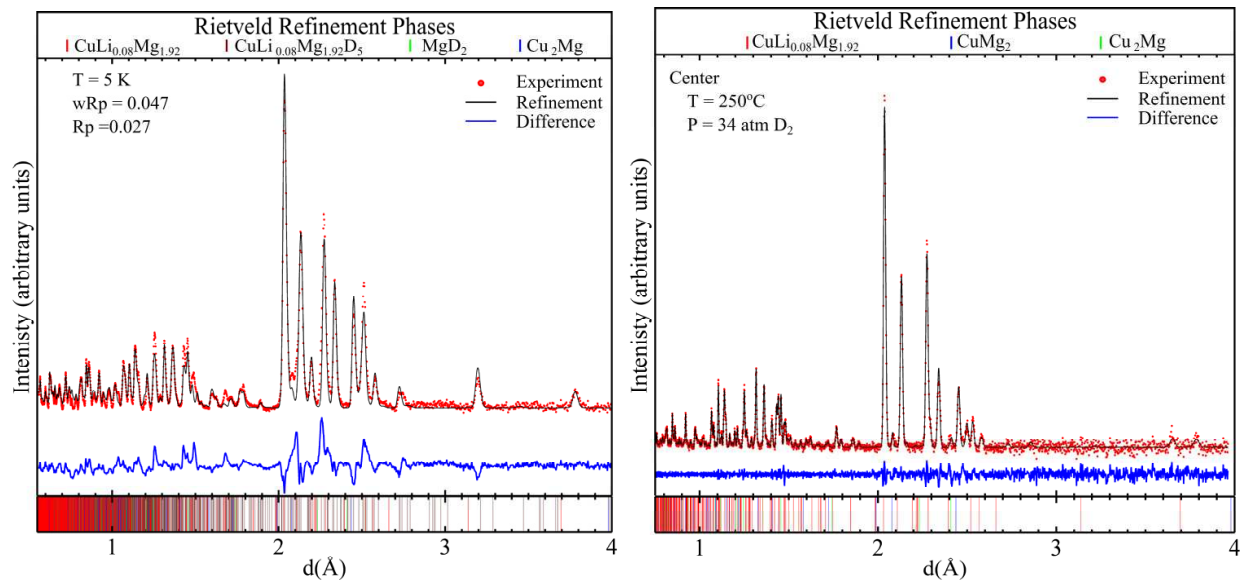 Rietveld Refinement Phases
CuLi0.08Mg1.92 CuLi0.08Mg1.92D5 MgD2 Cu2Mg
T = 5 K
wRp = 0.047
Rp =0.027
Experiment
Refinement
Difference
Intenisty (arbitrary units)
1 2 3 4
d(Å)
Rietveld Refinement Phases
CuLi0.08Mg1.92 CuMg2 Cu2Mg
Center
T = 250°C
P = 34 atm D2
Experiment
Refinement
Difference
Intenisty (arbitrary units)
1 2 3 4
d(Å)